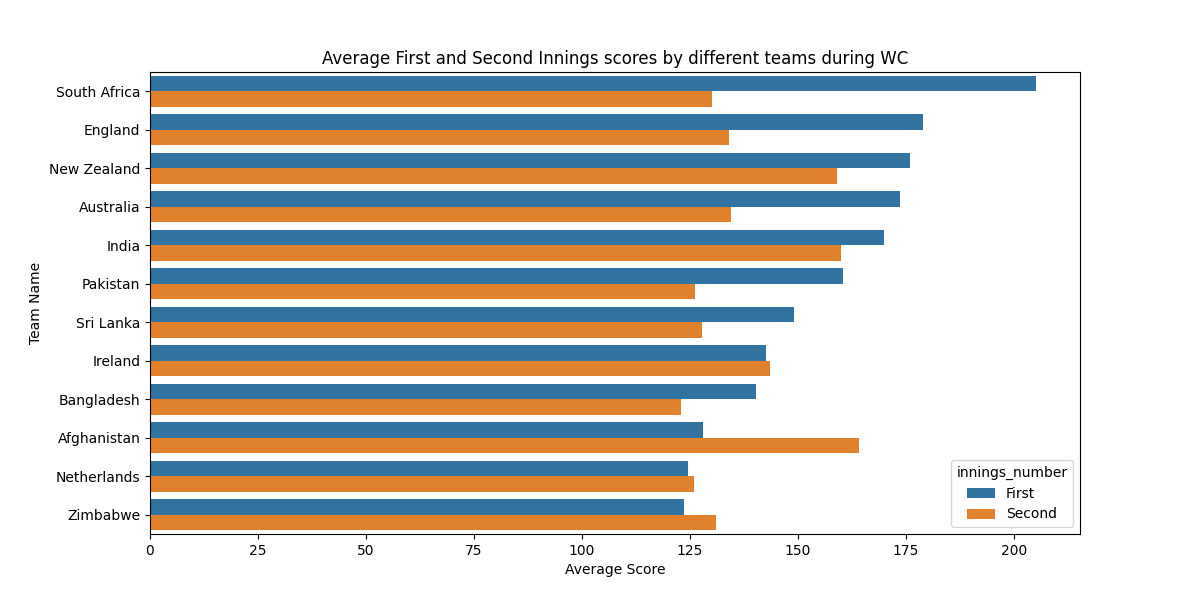 Average First and Second Innings scores by different teams during WC
Team Name
South Africa
England
New Zealand
Australia
India
Pakistan
Sri Lanka
Ireland
Bangladesh
Afghanistan
Netherlands
Zimbabwe
innings_number
First
Second
0 25 50 75 100 125 150 175 200
Average Score